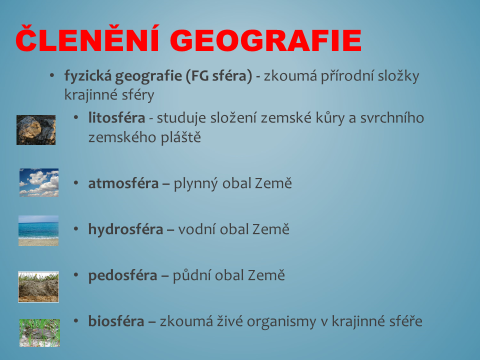 ČLENĚNÍ GEOGRAFIE
• fyzická geografie (FG sféra) - zkoumá přírodní složky
krajinné sféry
• litosféra - studuje složení zemské kůry a svrchního
zemského pláště
• atmosféra – plynný obal Země
• hydrosféra – vodní obal Země
• pedosféra – půdní obal Země
• biosféra – zkoumá živé organismy v krajinné sféře